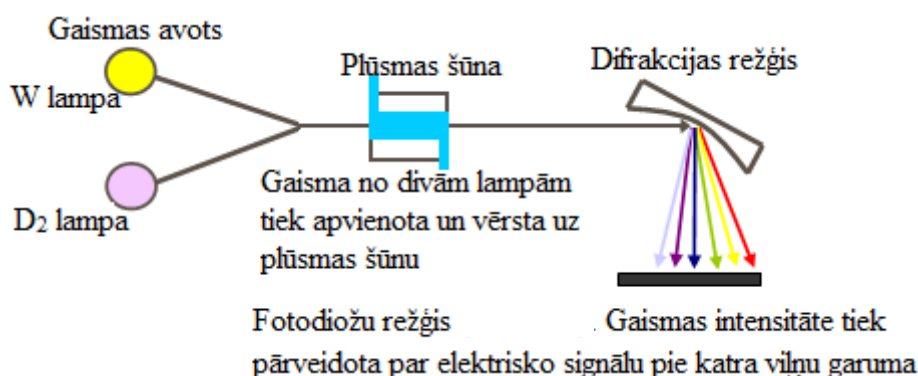 Gaismas avots
W lampa
D2 lampa
Plūsmas šūna
Difrakcijas režģis
Gaisma no divām lampām
tiek apvienota un vērsta uz
plūsmas šūnu
Fotodiožu režģis . Gaismas intensitāte tiek
pārveidota par elektrisko signālu pie katra viļņu garuma